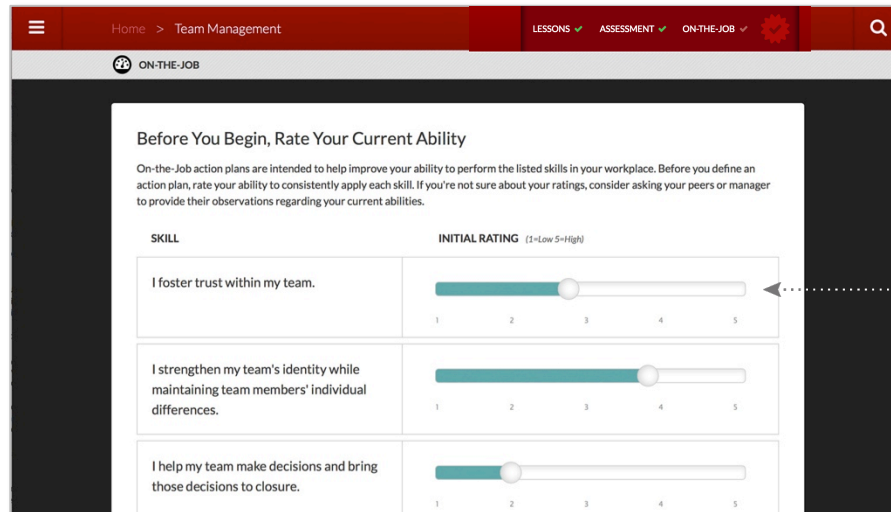 Home > Team Management
LESSONS ASSESSMENT ON-THE-JOB
ON-THE-JOB
Before You Begin, Rate Your Current Ability
On-the-Job action plans are intended to help improve your ability to perform the listed skills in your workplace. Before you define an
action plan, rate your ability to consistently apply each skill. If you're not sure about your ratings, consider asking your peers or manager
to provide their observations regarding your current abilities.
SKILL INITIAL RATING (1=Low 5=High)
I foster trust within my team.
1 2 3 4 5
I strengthen my team's identity while
maintaining team members' individual
differences.
1 2 3 4 5
I help my team make decisions and bring
those decisions to closure.
1 2 3 4 5